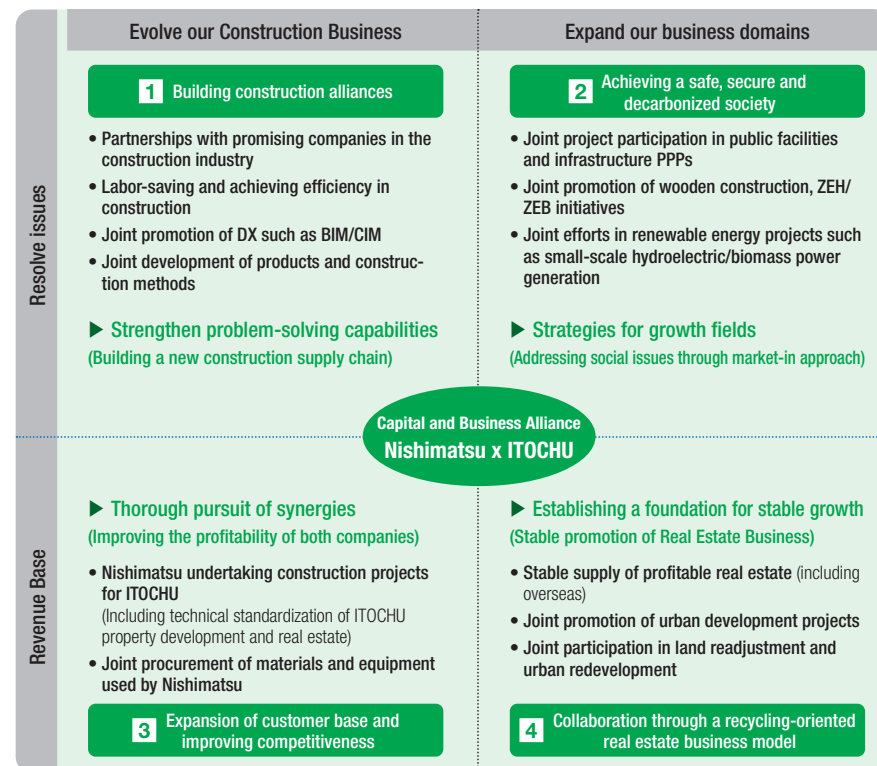 Evolve our Construction Business
Expand our business domains
Resolve issues
1 Building construction alliances
• Partnerships with promising companies in the
construction industry
• Labor-saving and achieving efficiency in
construction
• Joint promotion of DX such as BIM/CIM
• Joint development of products and construc-
tion methods
▶ Strengthen problem-solving capabilities
(Building a new construction supply chain)
2 Achieving a safe, secure and
decarbonized society
• Joint project participation in public facilities
and infrastructure PPPs
• Joint promotion of wooden construction, ZEH/
ZEB initiatives
• Joint efforts in renewable energy projects such
as small-scale hydroelectric/biomass power
generation
▶ Strategies for growth fields
(Addressing social issues through market-in approach)
Capital and Business Alliance
Nishimatsu x ITOCHU
Revenue Base
▶ Thorough pursuit of synergies
(Improving the profitability of both companies)
• Nishimatsu undertaking construction projects
for ITOCHU
(Including technical standardization of ITOCHU
property development and real estate)
• Joint procurement of materials and equipment
used by Nishimatsu
3 Expansion of customer base and
improving competitiveness
▶ Establishing a foundation for stable growth
(Stable promotion of Real Estate Business)
• Stable supply of profitable real estate (including
overseas)
• Joint promotion of urban development projects
• Joint participation in land readjustment and
urban redevelopment
4 Collaboration through a recycling-oriented
real estate business model